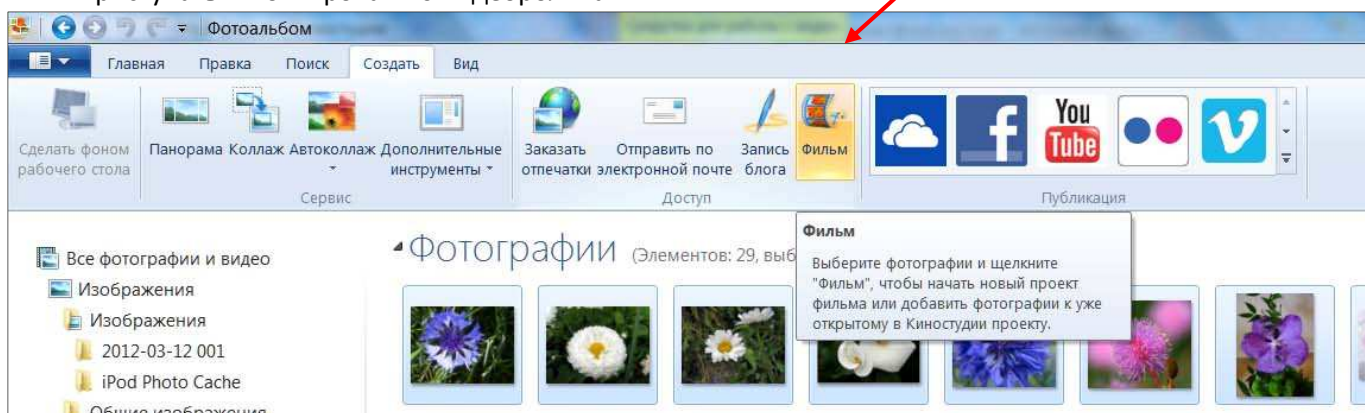 Фотоальбом
Главная Правка Поиск Создать Вид
Сделать фоном рабочего стола
Панорама Коллаж Автоколлаж Дополнительные инструменты
Заказать отпечатки
Отправить по электронной почте
Запись блога
Фильм
You
Tube
Сервис
Доступ
Публикация
Все фотографии и видео
Изображения
Изображения
2012-03-12 001
iPod Photo Cache
Общие изображения
Фотографии (Элементов: 29, выб
Фильм
Выберите фотографии и щелкните
"Фильм", чтобы начать новый проект
фильма или добавить фотографии к уже
открытому в Киностудии проекту.